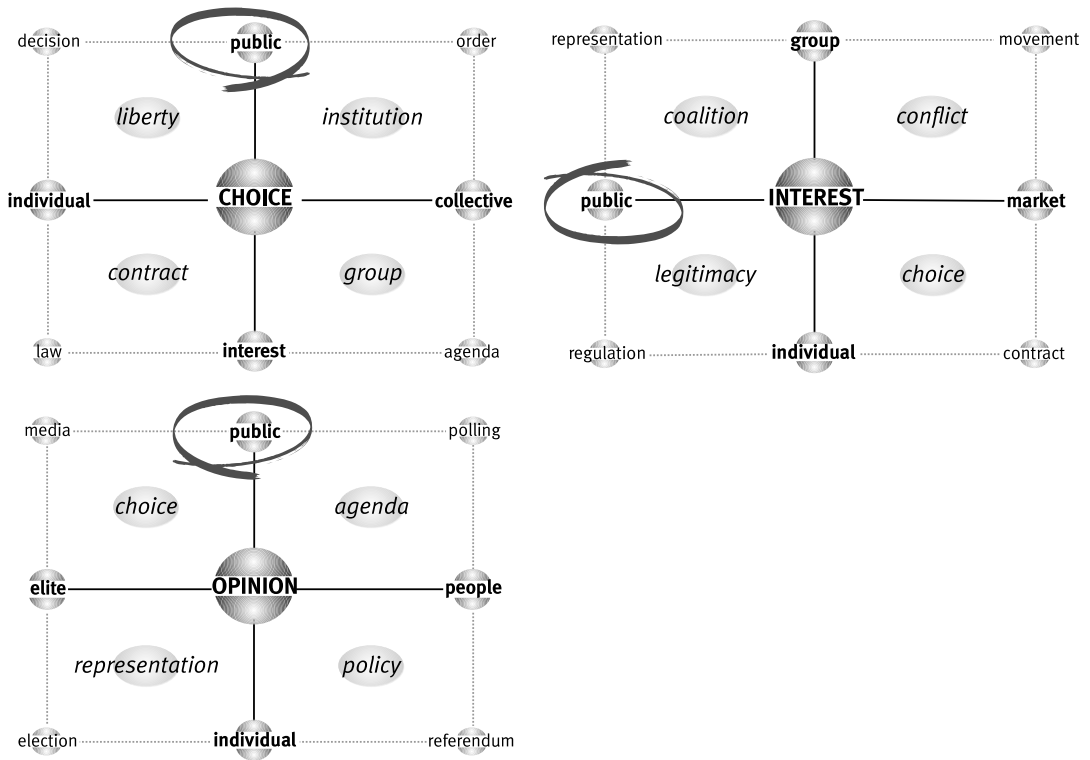 decision
public
order
liberty
institution
individual
CHOICE
collective
contract
group
law
interest
agenda
representation
group
movement
coalition
conflict
public
INTEREST
market
legitimacy
choice
regulation
individual
contract
media
public
polling
choice
agenda
elite
OPINION
people
representation
policy
election
individual
referendum